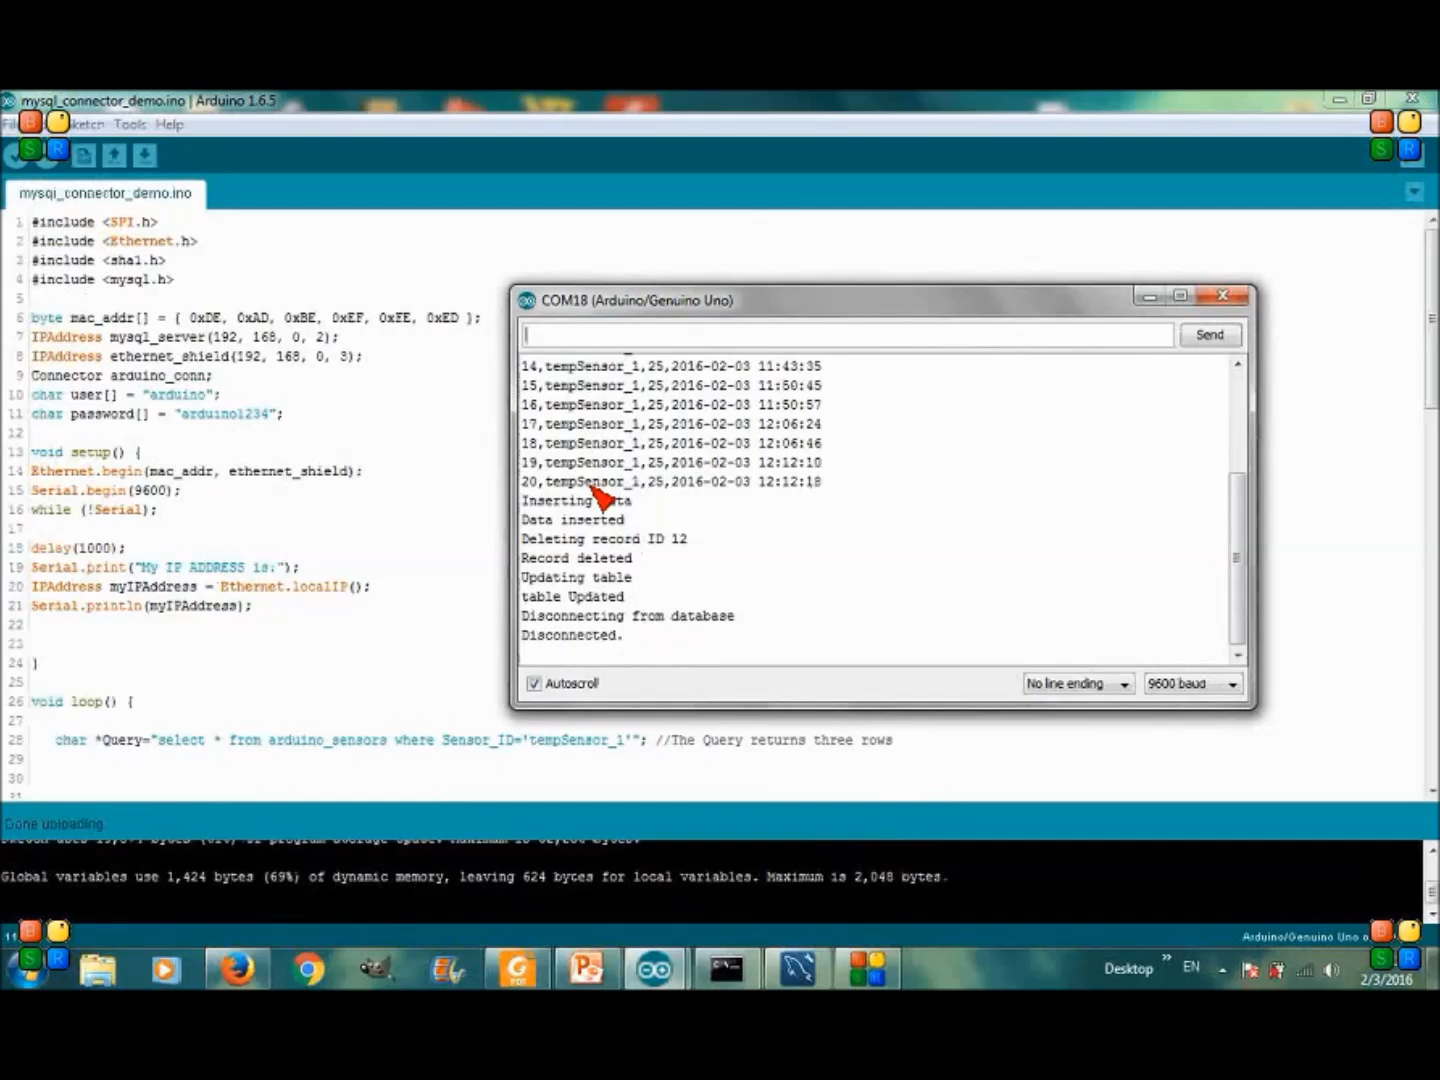 mysql_connector_demo.ino | Arduino 1.6.5
Sketch Tools Help
mysql_connector_demo.ino
1 #include <SPI.h>
2 #include <Ethernet.h>
3 #include <sha1.h>
4 #include <mysql.h>
5
6 byte mac_addr[] = { 0xDE, 0xAD, 0xBE, 0xEF, 0xFE, 0xED };
7 IPAddress mysql_server(192, 168, 0, 2);
8 IPAddress ethernet_shield(192, 168, 0, 3);
9 Connector arduino_conn;
10 char user[] = "arduino";
11 char password[] = "arduino1234";
12
13 void setup() {
14 Ethernet.begin(mac_addr, ethernet_shield);
15 Serial.begin(9600);
16 while (!Serial);
17
18 delay(1000);
19 Serial.print("My IP ADDRESS is:");
20 IPAddress myIPAddress = Ethernet.localIP();
21 Serial.println(myIPAddress);
22
23
24 }
25
26 void loop() {
27
28 char *Query="select * from arduino_sensors where Sensor_ID='tempSensor_1'"; //The Query returns three rows
29
30
COM18 (Arduino/Genuino Uno)
Send
14,tempSensor_1,25,2016-02-03 11:43:35
15,tempSensor_1,25,2016-02-03 11:50:45
16,tempSensor_1,25,2016-02-03 11:50:57
17,tempSensor_1,25,2016-02-03 12:06:24
18,tempSensor_1,25,2016-02-03 12:06:46
19,tempSensor_1,25,2016-02-03 12:12:10
20,tempSensor_1,25,2016-02-03 12:12:18
Inserting data
Data inserted
Deleting record ID 12
Record deleted
Updating table
table Updated
Disconnecting from database
Disconnected.
Autoscroll
No line ending
9600 baud
Done uploading
Global variables use 1,424 bytes (69%) of dynamic memory, leaving 624 bytes for local variables. Maximum is 2,048 bytes.
Arduino/Genuino Uno
Desktop
EN
2/3/2016